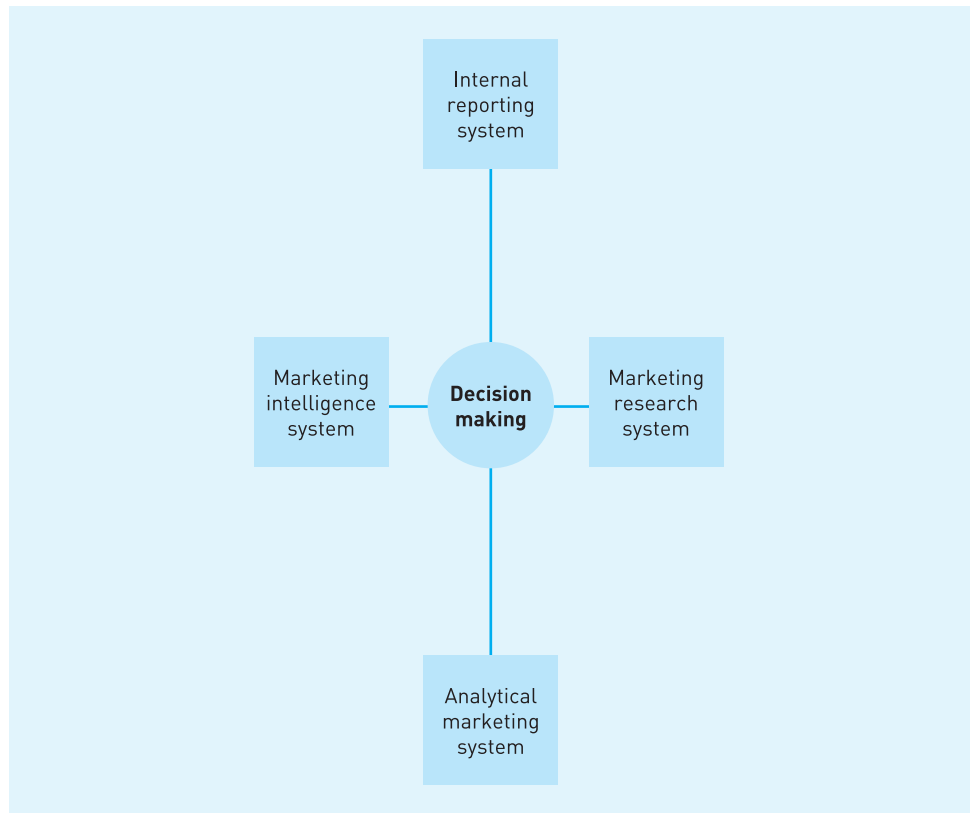 Internal
reporting
system
Marketing
intelligence
system
Decision
making
Marketing
research
system
Analytical
marketing
system